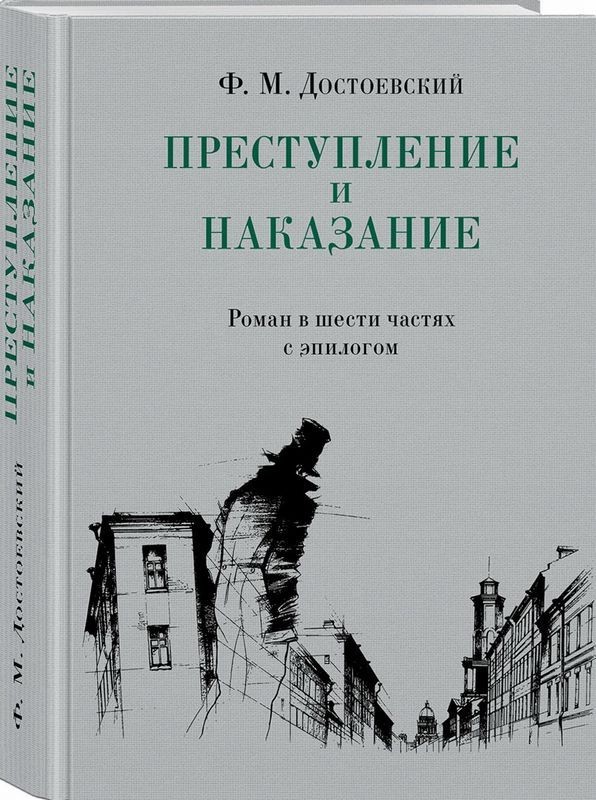 Ф. М. Достоевский
ПРЕСТУПЛЕНИЕ
И
НАКАЗАНИЕ
Роман в шести частях
с эпилогом
Ф. М. Достоевский
ПРЕСТУПЛЕНИЕ
И НАКАЗАНИЕ